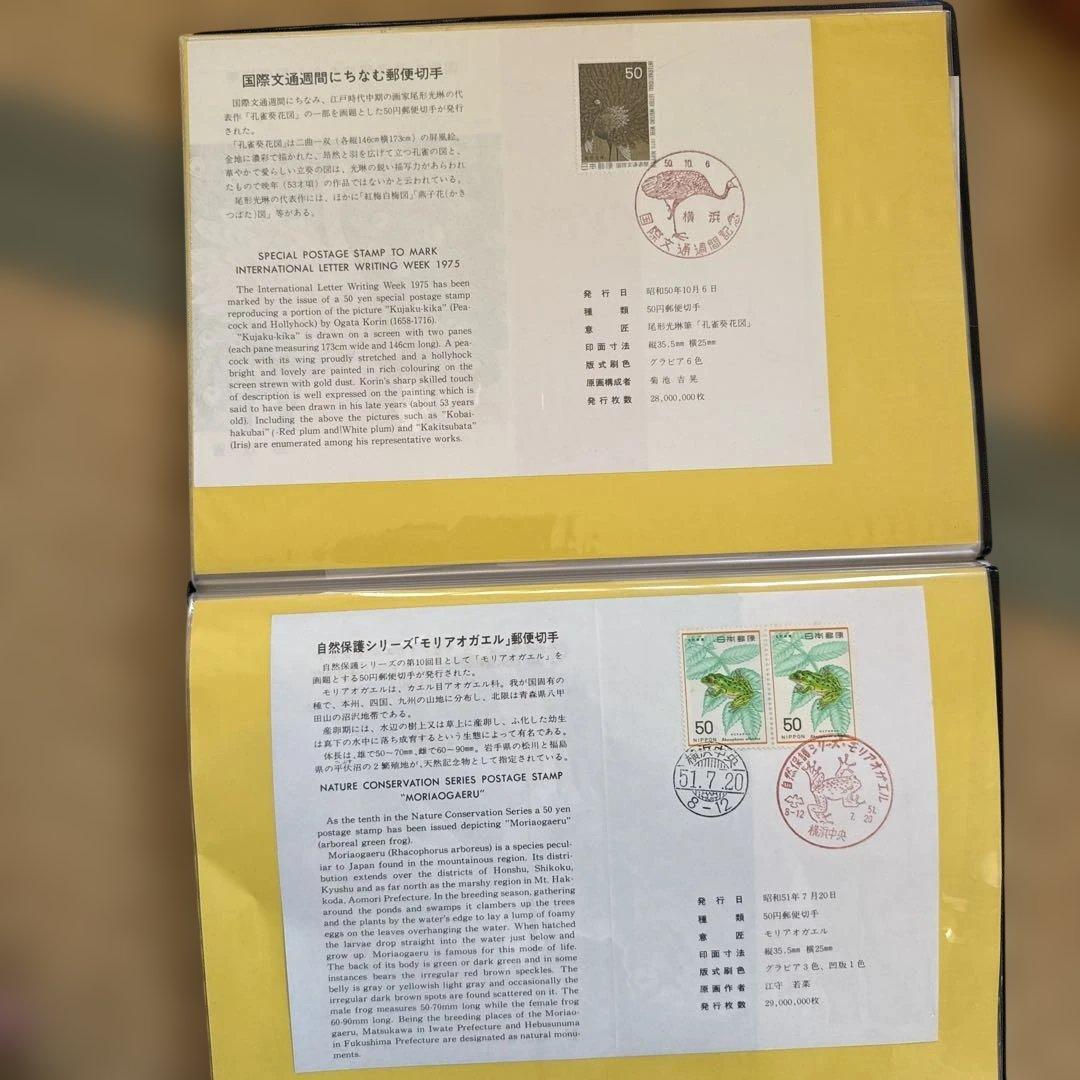 国際文通週間にちなむ郵便切手
国際文通週間にちなみ、江戸時代中期の画家尾形光琳の代
表作「孔雀葵花図」の一部を画題とした50円郵便切手が発行
された。
「孔雀葵花図」は二曲一双（各縦146cm横173cm）の屏風絵。
金地に濃彩で描かれた、昂然と羽を広げて立つ孔雀の図と、
華やかで愛らしい立葵の図は、光琳の鋭い描写力があらわれ
たもので晩年（53才頃）の作品ではないかと云われている。
尾形光琳の代表作には、ほかに「紅梅白梅図」「燕子花(かき
つばた)図」等がある。
SPECIAL POSTAGE STAMP TO MARK
INTERNATIONAL LETTER WRITING WEEK 1975
The International Letter Writing Week 1975 has been
marked by the issue of a 50 yen special postage stamp
reproducing a portion of the picture "Kujaku-kika" (Pea-
cock and Hollyhock) by Ogata Korin (1658-1716).
"Kujaku-kika" is drawn on a screen with two panes
(each pane measuring 173cm wide and 146cm long). A pea-
cock with its wing proudly stretched and a hollyhock
bright and lovely are painted in rich colouring on the
screen strewn with gold dust. Korin's sharp skilled touch
of description is well expressed on the painting which is
said to have been drawn in his late years (about 53 years
old). Including the above the pictures such as "Kobai-
hakubai" (-Red plum and White plum) and "Kakitsubata"
(Iris) are enumerated among his representative works.
50
INTERNATIONAL LETTER WRITING WEEK 1975
50. 10. 6
横浜
国際文通週間記念
発行日 昭和50年10月6日
種類 50円郵便切手
意匠 尾形光琳筆「孔雀葵花図」
印面寸法 縦35.5mm 横25mm
版式刷色 グラビア6色
原画構成者 菊池吉晃
発行枚数 28,000,000枚
自然保護シリーズ「モリアオガエル」郵便切手
自然保護シリーズの第10回目として「モリアオガエル」を
画題とする50円郵便切手が発行された。
モリアオガエルは、カエル目アオガエル科。我が国固有の
種で、本州、四国、九州の山地に分布し、北限は青森県八甲
田山の沼沢地帯である。
産卵期には、水辺の樹上又は草上に産卵し、ふ化した幼生
は真下の水中に落ち成育するという生態によって有名である。
体長は、雄で50～70mm、雌で60～90mm。岩手県の松川と福島
県の平伏沼の2繁殖地が、天然記念物として指定されている。
NATURE CONSERVATION SERIES POSTAGE STAMP
"MORIAOGAERU"
As the tenth in the Nature Conservation Series a 50 yen
postage stamp has been issued depicting "Moriaogaeru"
(arboreal green frog).
Moriaogaeru (Rhacophorus arboreus) is a species pecul-
iar to Japan found in the mountainous region. Its distri-
bution extends over the districts of Honshu, Shikoku,
Kyushu and as far north as the marshy region in Mt. Hak-
koda, Aomori Prefecture. In the breeding season, gathering
around the ponds and swamps it clambers up the trees
and the plants by the water's edge to lay a lump of foamy
eggs on the leaves overhanging the water. When hatched
the larvae drop straight into the water just below and
grow up. Moriaogaeru is famous for this mode of life.
The back of its body is green or dark green and in some
instances bears the irregular red brown speckles. The
belly is gray or yellowish light gray and occasionally the
irregular dark brown spots are found scattered on it. The
male frog measures 50-70mm long while the female frog
60-90mm long. Being the breeding places of the Moriao-
gaeru, Matsukawa in Iwate Prefecture and Hebusunuma
in Fukushima Prefecture are designated as natural monu-
ments.
日本郵便
50
NIPPON
日本郵便
50
NIPPON
横浜中央
51.7.20
8-12
自然保護シリーズ・モリアオガエル
8-12
51.
7. 20
横浜中央
発行日 昭和51年7月20日
種類 50円郵便切手
意匠 モリアオガエル
印面寸法 縦35.5mm 横25mm
版式刷色 グラビア3色、凹版1色
原画作者 江守若菜
発行枚数 29,000,000枚